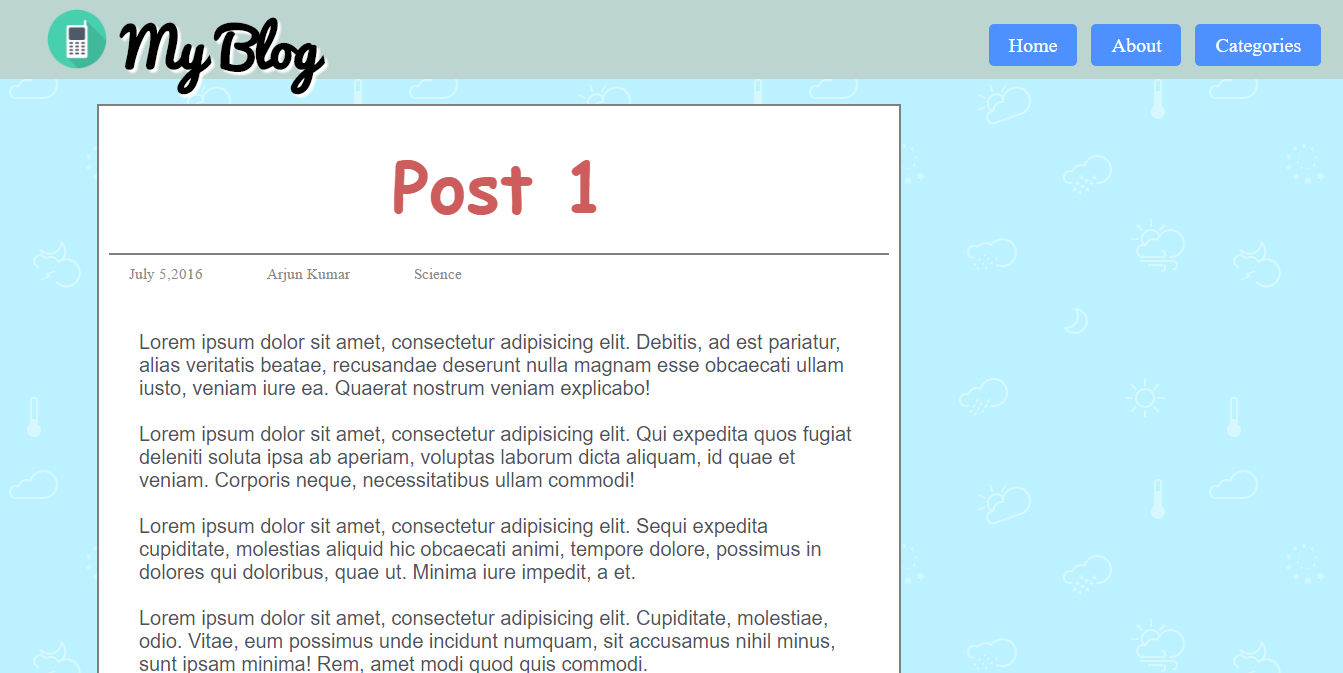 My Blog
Home
About
Categories
Post 1
July 5,2016
Arjun Kumar
Science
Lorem ipsum dolor sit amet, consectetur adipisicing elit. Debitis, ad est pariatur,
alias veritatis beatae, recusandae deserunt nulla magnam esse obcaecati ullam
iusto, veniam iure ea. Quaerat nostrum veniam explicabo!
Lorem ipsum dolor sit amet, consectetur adipisicing elit. Qui expedita quos fugiat
deleniti soluta ipsa ab aperiam, voluptas laborum dicta aliquam, id quae et
veniam. Corporis neque, necessitatibus ullam commodi!
Lorem ipsum dolor sit amet, consectetur adipisicing elit. Sequi expedita
cupiditate, molestias aliquid hic obcaecati animi, tempore dolore, possimus in
dolores qui doloribus, quae ut. Minima iure impedit, a et.
Lorem ipsum dolor sit amet, consectetur adipisicing elit. Cupiditate, molestiae,
odio. Vitae, eum possimus unde incidunt numquam, sit accusamus nihil minus,
sunt ipsam minima! Rem, amet modi quod quis commodi.